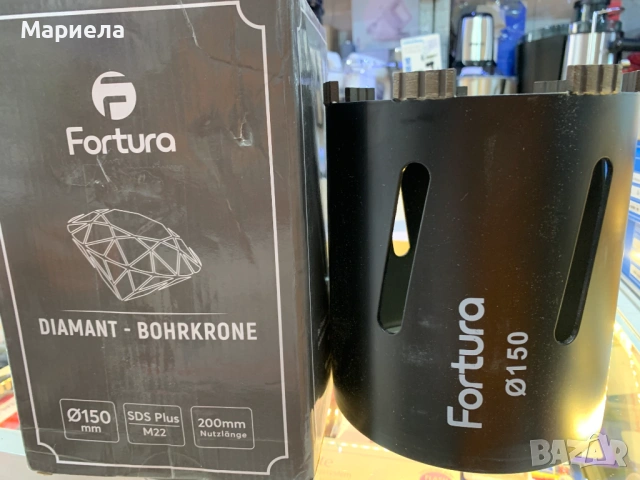 Мариела
Fortura
DIAMANT - BOHRKRONE
Ø150
mm
SDS Plus
M22
200mm
Nutzlänge
Fortura
Ø150
BAZAR